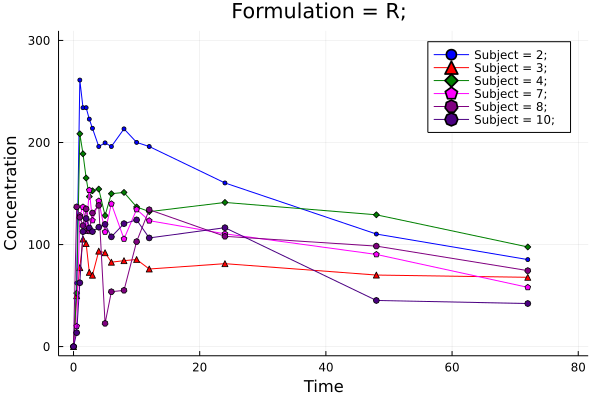 Formulation = R;
300
200
100
0
Concentration
Subject = 2;
Subject = 3;
Subject = 4;
Subject = 7;
Subject = 8;
Subject = 10;
0 20 40 60 80
Time